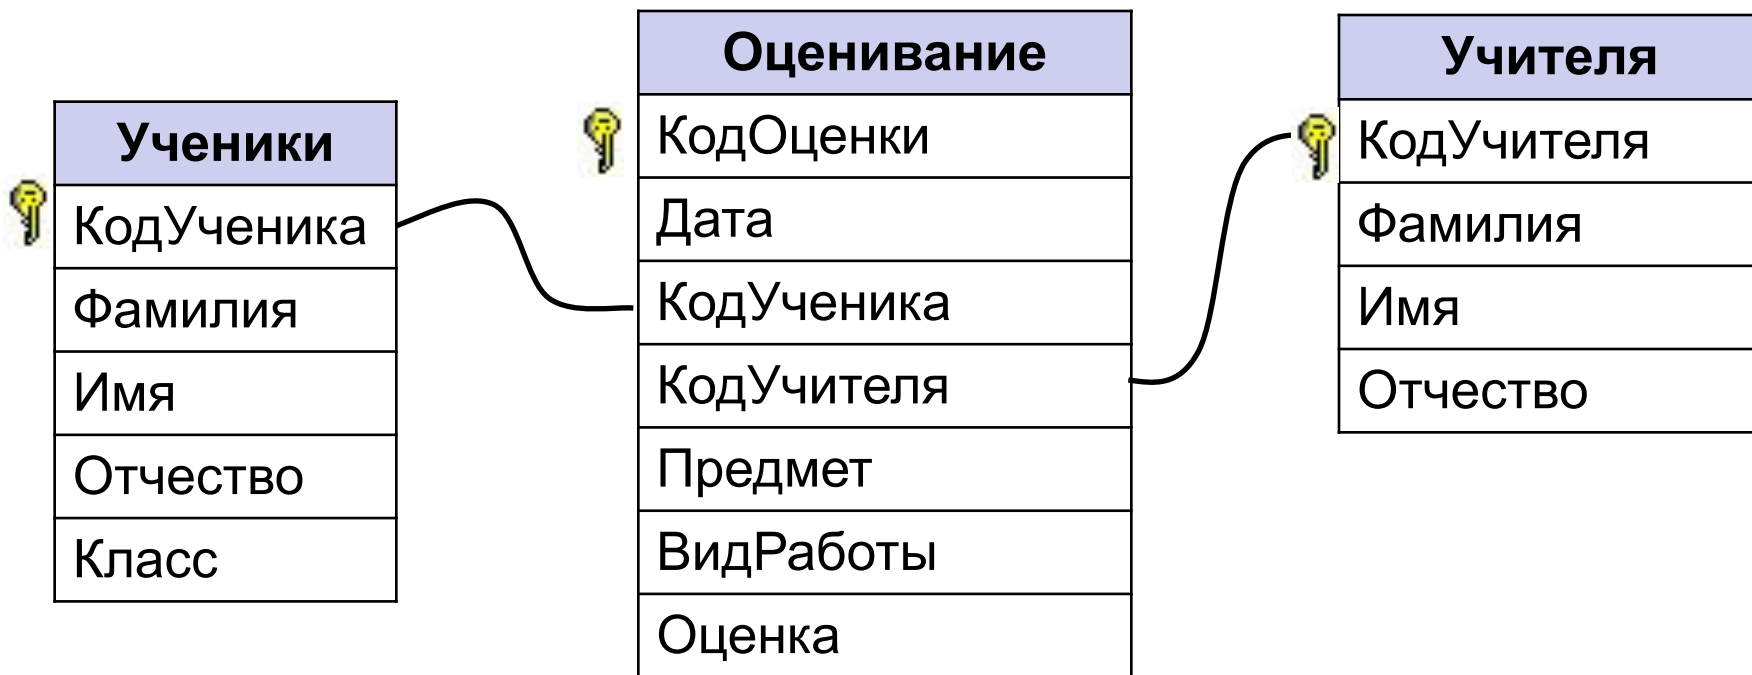 Ученики
КодУченика
Фамилия
Имя
Отчество
Класс
Оценивание
КодОценки
Дата
КодУченика
КодУчителя
Предмет
ВидРаботы
Оценка
Учителя
КодУчителя
Фамилия
Имя
Отчество